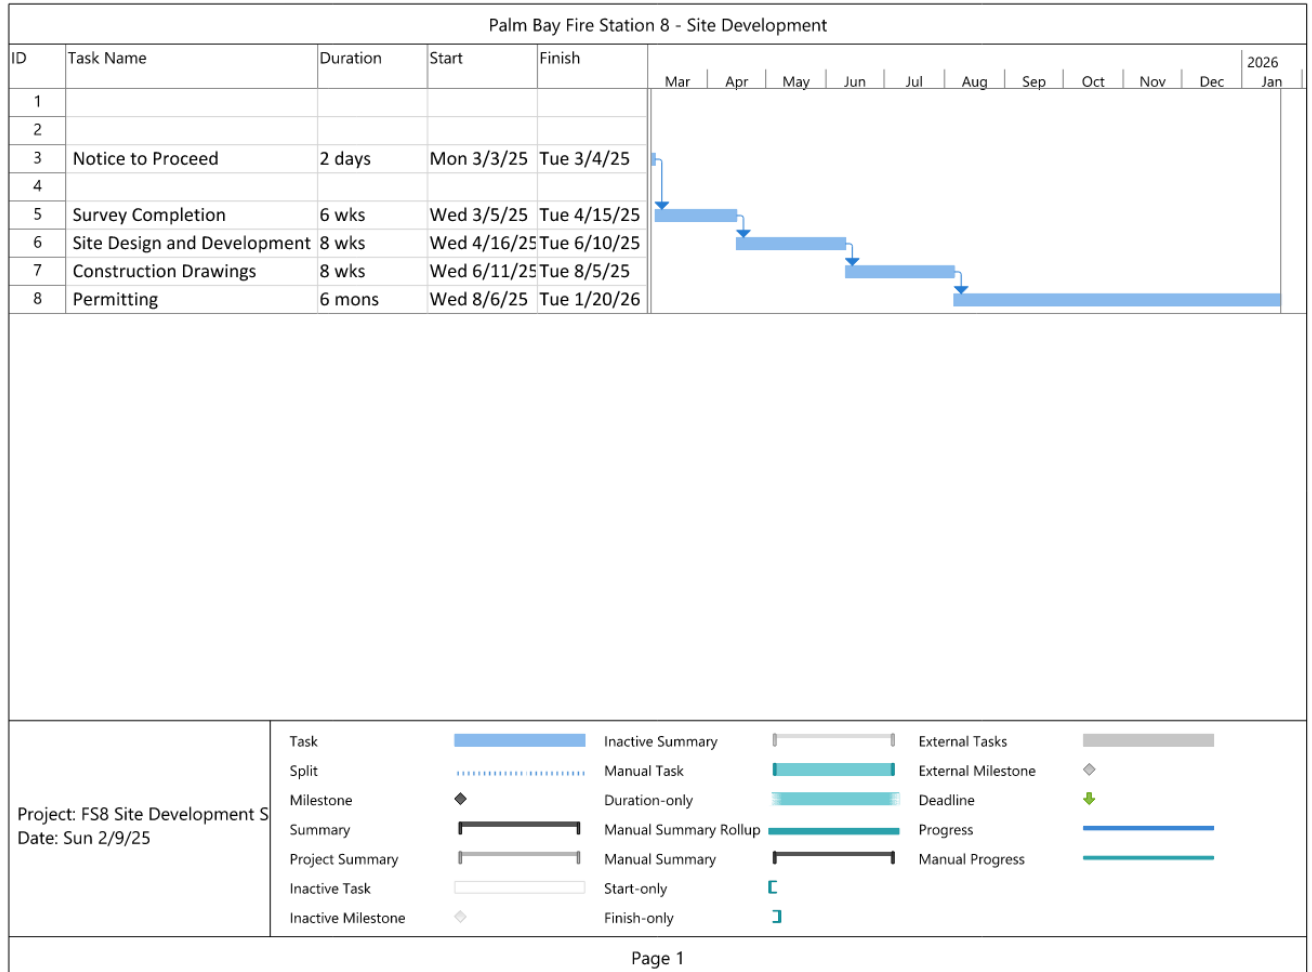 Palm Bay Fire Station 8 - Site Development
ID Task Name Duration Start Finish 2026
Mar Apr May Jun Jul Aug Sep Oct Nov Dec Jan
1
2
3 Notice to Proceed 2 days Mon 3/3/25 Tue 3/4/25
4
5 Survey Completion 6 wks Wed 3/5/25 Tue 4/15/25
6 Site Design and Development 8 wks Wed 4/16/25 Tue 6/10/25
7 Construction Drawings 8 wks Wed 6/11/25 Tue 8/5/25
8 Permitting 6 mons Wed 8/6/25 Tue 1/20/26
Project: FS8 Site Development S
Date: Sun 2/9/25
Task Inactive Summary External Tasks
Split Manual Task External Milestone
Milestone Duration-only Deadline
Summary Manual Summary Rollup Progress
Project Summary Manual Summary Manual Progress
Inactive Task Start-only
Inactive Milestone Finish-only
Page 1